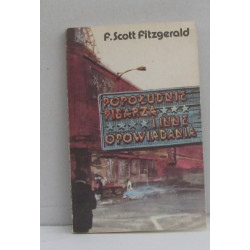 F. Scott Fitzgerald
POPOŁUDNIE
PISARZA
I INNE
OPOWIADANIA